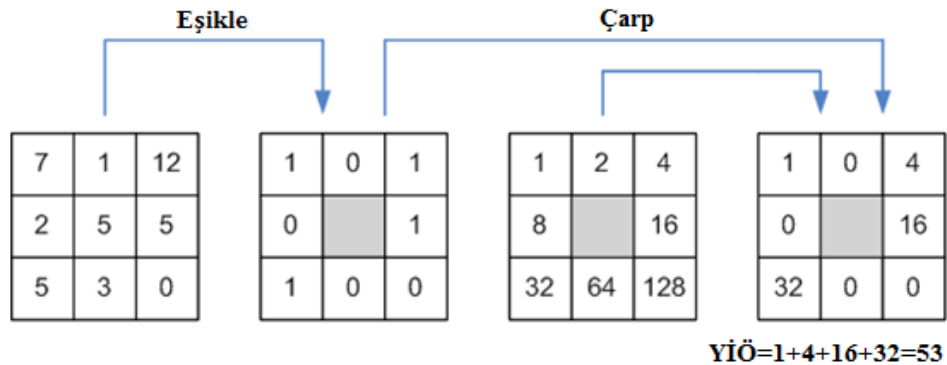 Eşikle Çarp
7 1 12 1 0 1 1 2 4 1 0 4
2 5 5 0 1 8 16 0 16
5 3 0 1 0 0 32 64 128 32 0 0
YİÖ=1+4+16+32=53